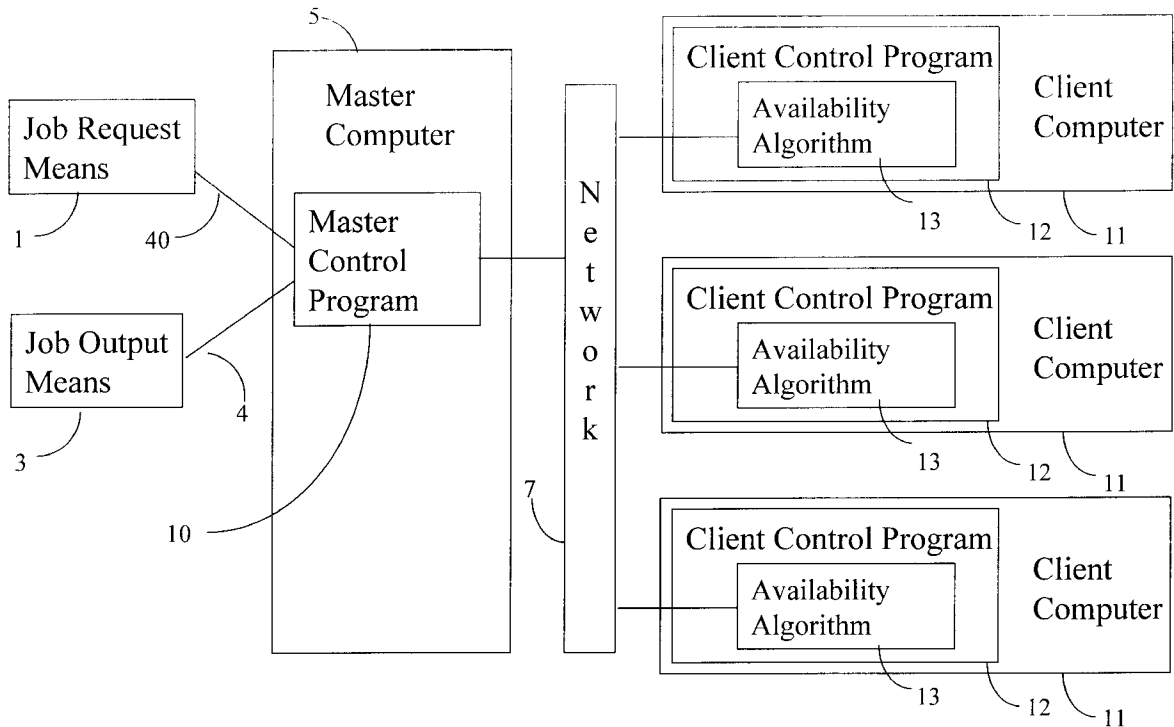 Job Request
Means
1
40
Job Output
Means
3
4
5
Master
Computer
Master
Control
Program
10
N
e
t
w
o
r
k
7
Client Control Program
Availability
Algorithm
Client
Computer
13
12
11
Client Control Program
Availability
Algorithm
Client
Computer
13
12
11
Client Control Program
Availability
Algorithm
Client
Computer
13
12
11